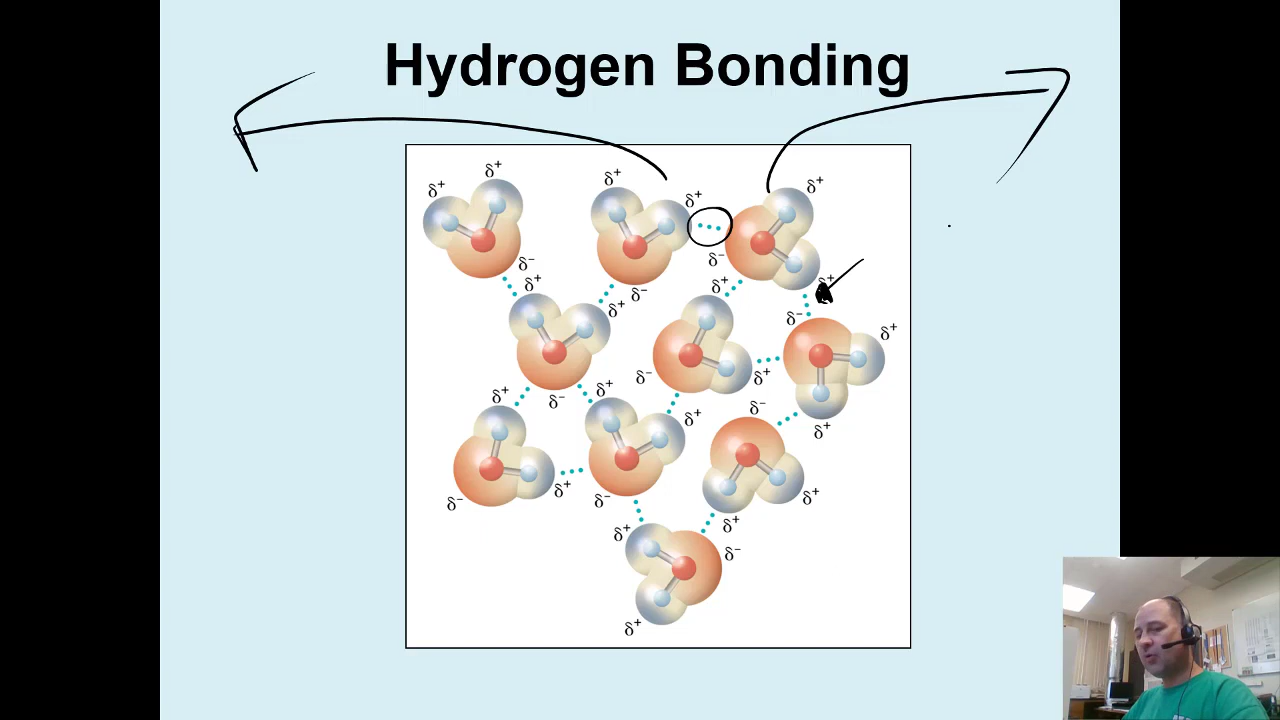 Hydrogen Bonding
δ+ δ+ δ+ δ+ δ+
δ- δ+ δ- δ+ δ- δ+ δ+
δ- δ+
δ- δ+ δ- δ+
δ+ δ- δ+ δ- δ+ δ+
δ- δ+ δ- δ+
δ+ δ+ δ-
δ+